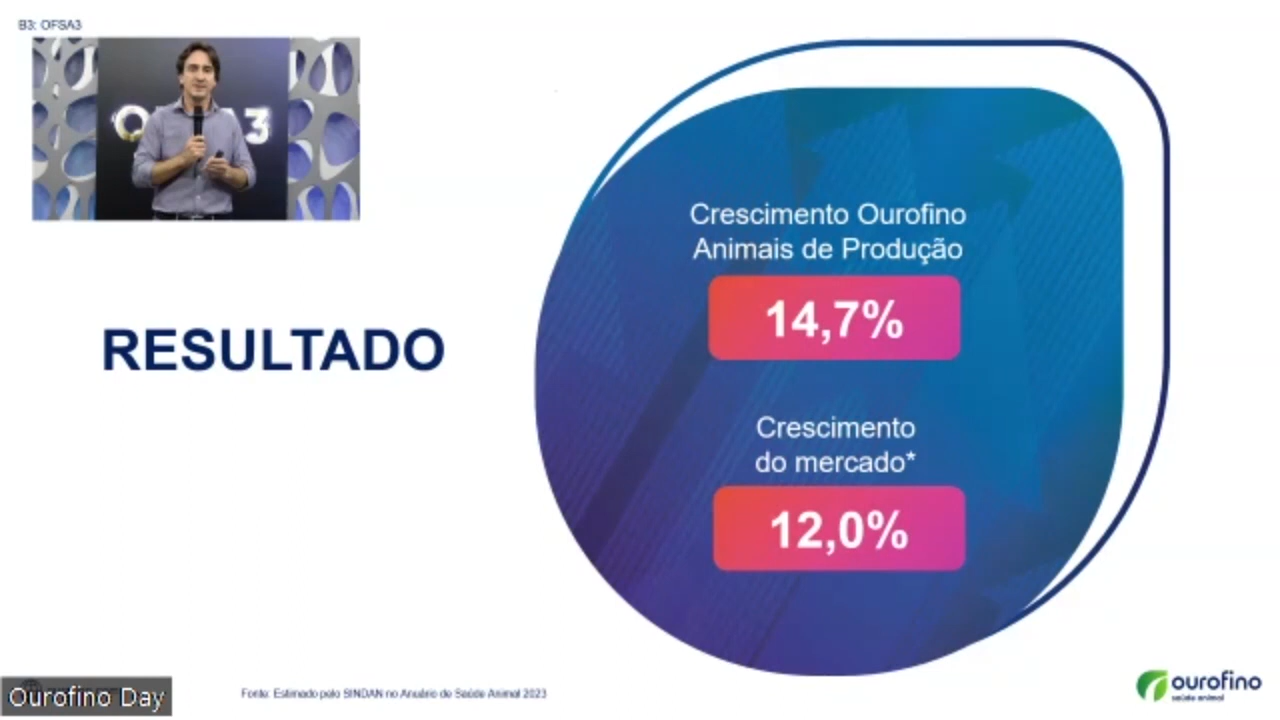 B3: OFSA3
RESULTADO
Crescimento Ourofino
Animais de Produção
14,7%
Crescimento
do mercado*
12,0%
Ourofino Day
Fonte: Estimado pelo SINDAN no Anuário de Saúde Animal 2023
ourofino
saúde animal